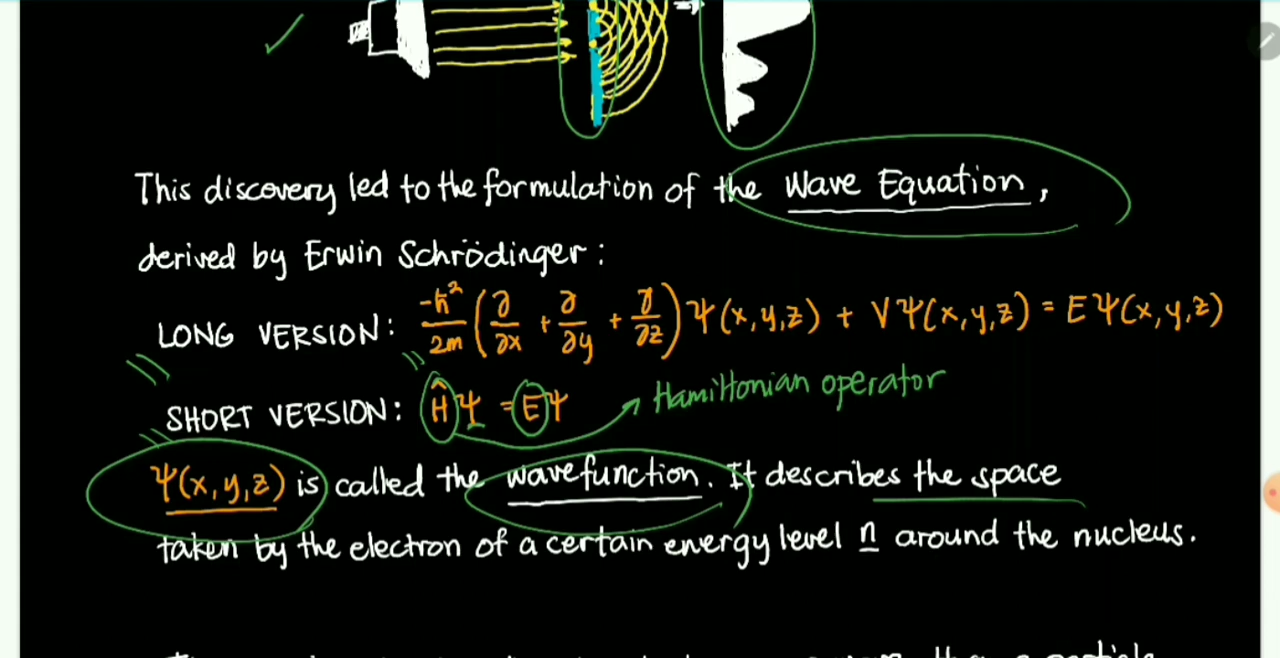 This discovery led to the formulation of the Wave Equation,
derived by Erwin Schrödinger:
LONG VERSION: -ħ²/2m (∂/∂x + ∂/∂y + ∂/∂z) Ψ(x,y,z) + VΨ(x,y,z) = EΨ(x,y,z)
SHORT VERSION: ĤΨ = EΨ Hamiltonian operator
Ψ(x,y,z) is called the wavefunction. It describes the space
taken by the electron of a certain energy level n around the nucleus.